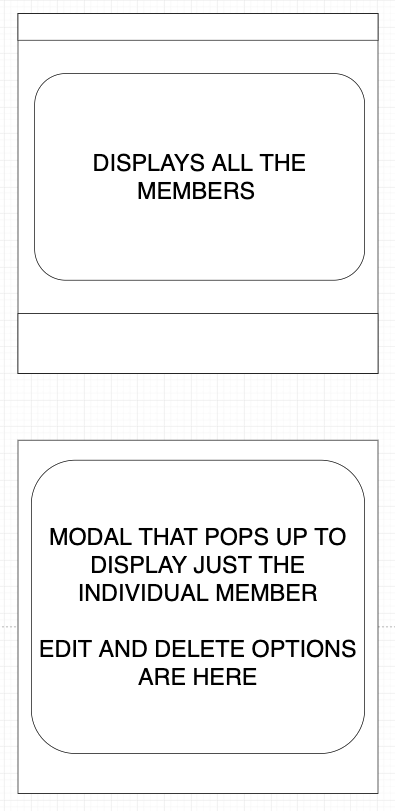 DISPLAYS ALL THE
MEMBERS
MODAL THAT POPS UP TO
DISPLAY JUST THE
INDIVIDUAL MEMBER
EDIT AND DELETE OPTIONS
ARE HERE